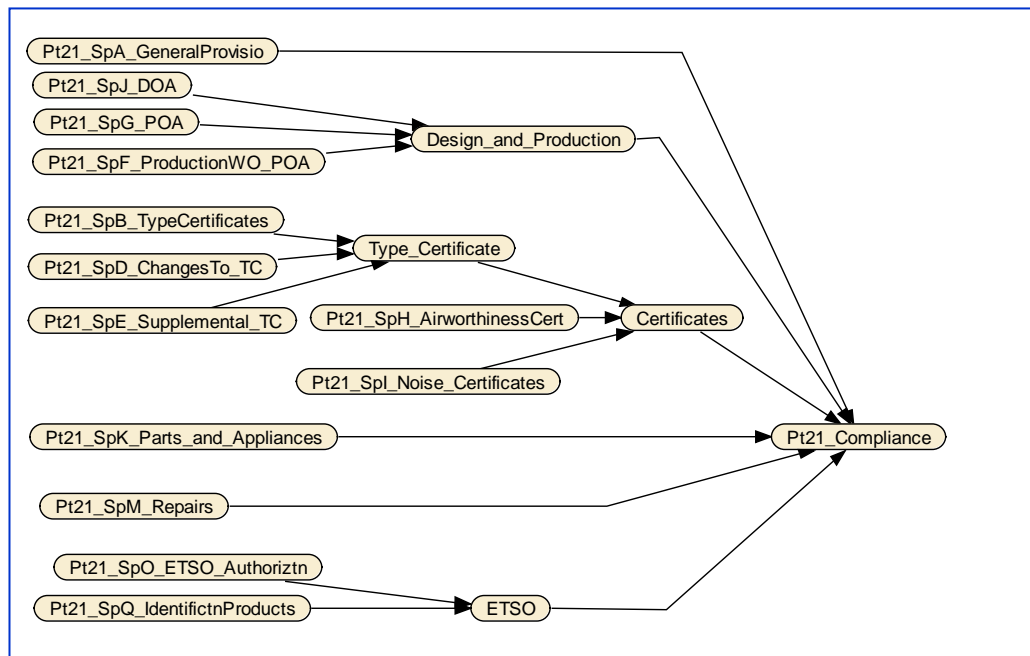 Pt21_SpA_GeneralProvisio
Pt21_SpJ_DOA
Pt21_SpG_POA
Design_and_Production
Pt21_SpF_ProductionWO_POA
Pt21_SpB_TypeCertificates
Type_Certificate
Pt21_SpD_ChangesTo_TC
Pt21_SpE_Supplemental_TC
Pt21_SpH_AirworthinessCert
Certificates
Pt21_SpI_Noise_Certificates
Pt21_SpK_Parts_and_Appliances
Pt21_Compliance
Pt21_SpM_Repairs
Pt21_SpO_ETSO_Authoriztn
Pt21_SpQ_IdentifictnProducts
ETSO